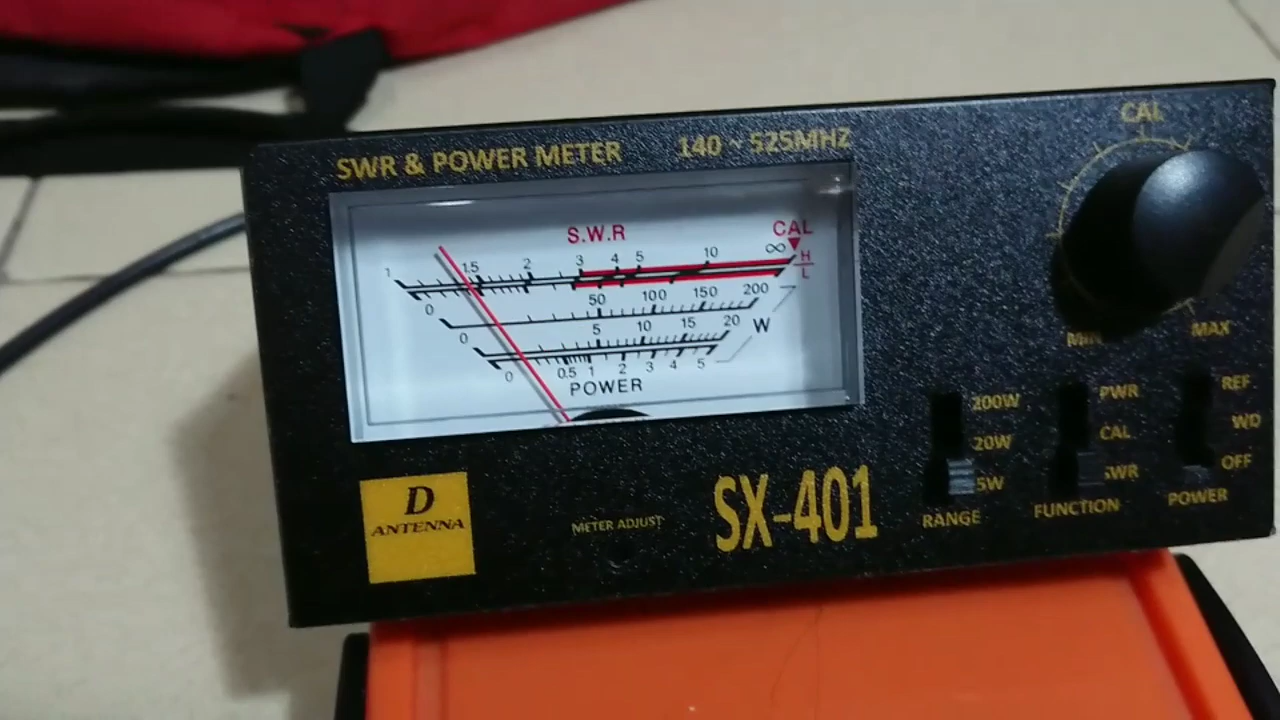 SWR & POWER METER 140 ~ 525MHZ
CAL
S.W.R CAL
1 1.5 2 3 4 5 10 ∞ H
L
0 50 100 150 200
0 5 10 15 20 W
0 0.5 1 2 3 4 5
POWER
MIN MAX
200W PWR REF.
20W CAL WD
5W SWR OFF
RANGE FUNCTION POWER
D
ANTENNA
METER ADJUST
SX-401